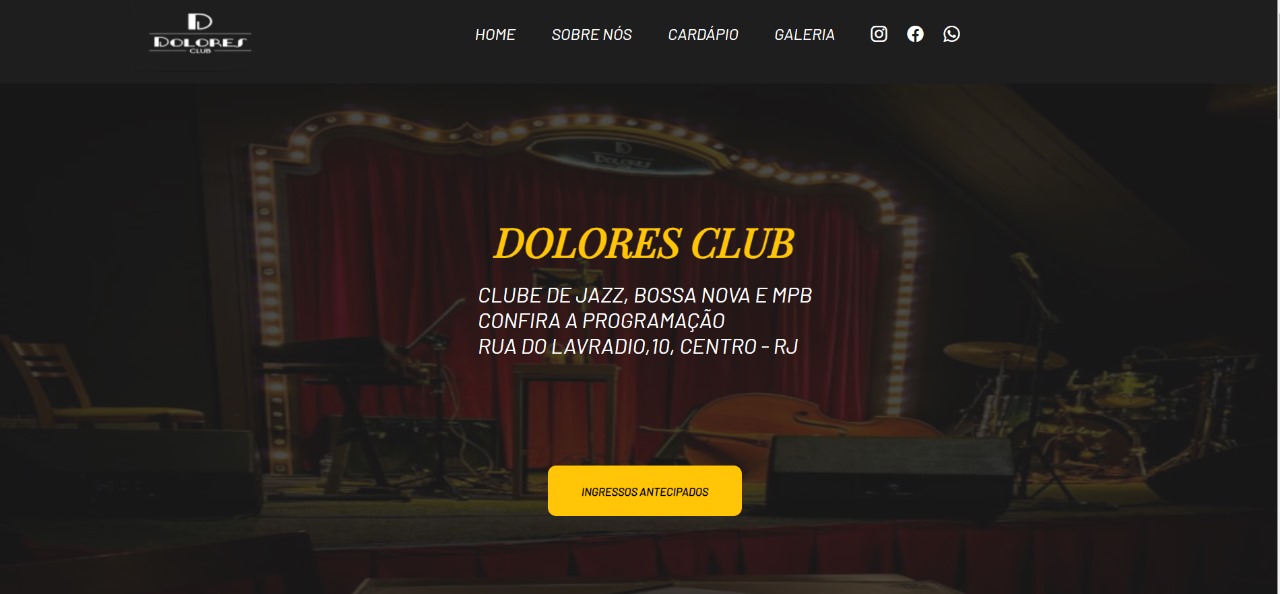 D
DOLORES
CLUB
HOME SOBRE NÓS CARDÁPIO GALERIA
DOLORES
DOLORES CLUB
CLUBE DE JAZZ, BOSSA NOVA E MPB
CONFIRA A PROGRAMAÇÃO
RUA DO LAVRADIO,10, CENTRO - RJ
INGRESSOS ANTECIPADOS